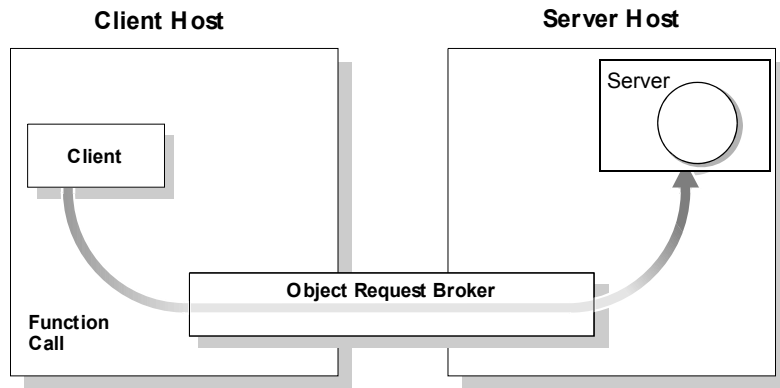 Client Host
Server Host
Server
Client
Object Request Broker
Function
Call